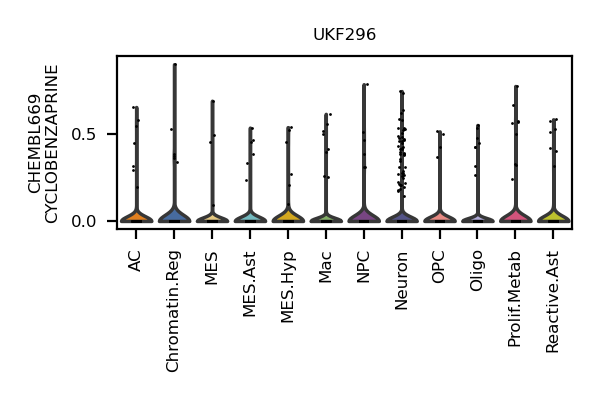 UKF296
CHEMBL669
CYCLOBENZAPRINE
0.5
0.0
AC
Chromatin.Reg
MES
MES.Ast
MES.Hyp
Mac
NPC
Neuron
OPC
Oligo
Prolif.Metab
Reactive.Ast